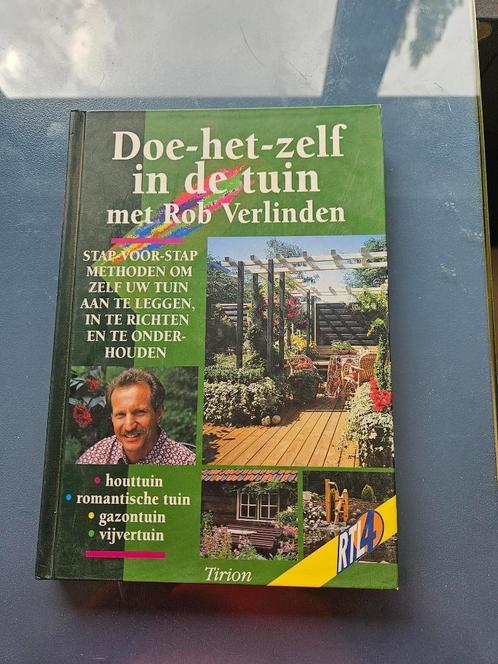 Doe-het-zelf
in de tuin
met Rob Verlinden
STAP-VOOR-STAP
METHODEN OM
ZELF UW TUIN
AAN TE LEGGEN,
IN TE RICHTEN
EN TE ONDER-
HOUDEN
• houttuin
• romantische tuin
• gazontuin
• vijvertuin
Tirion
RTL4